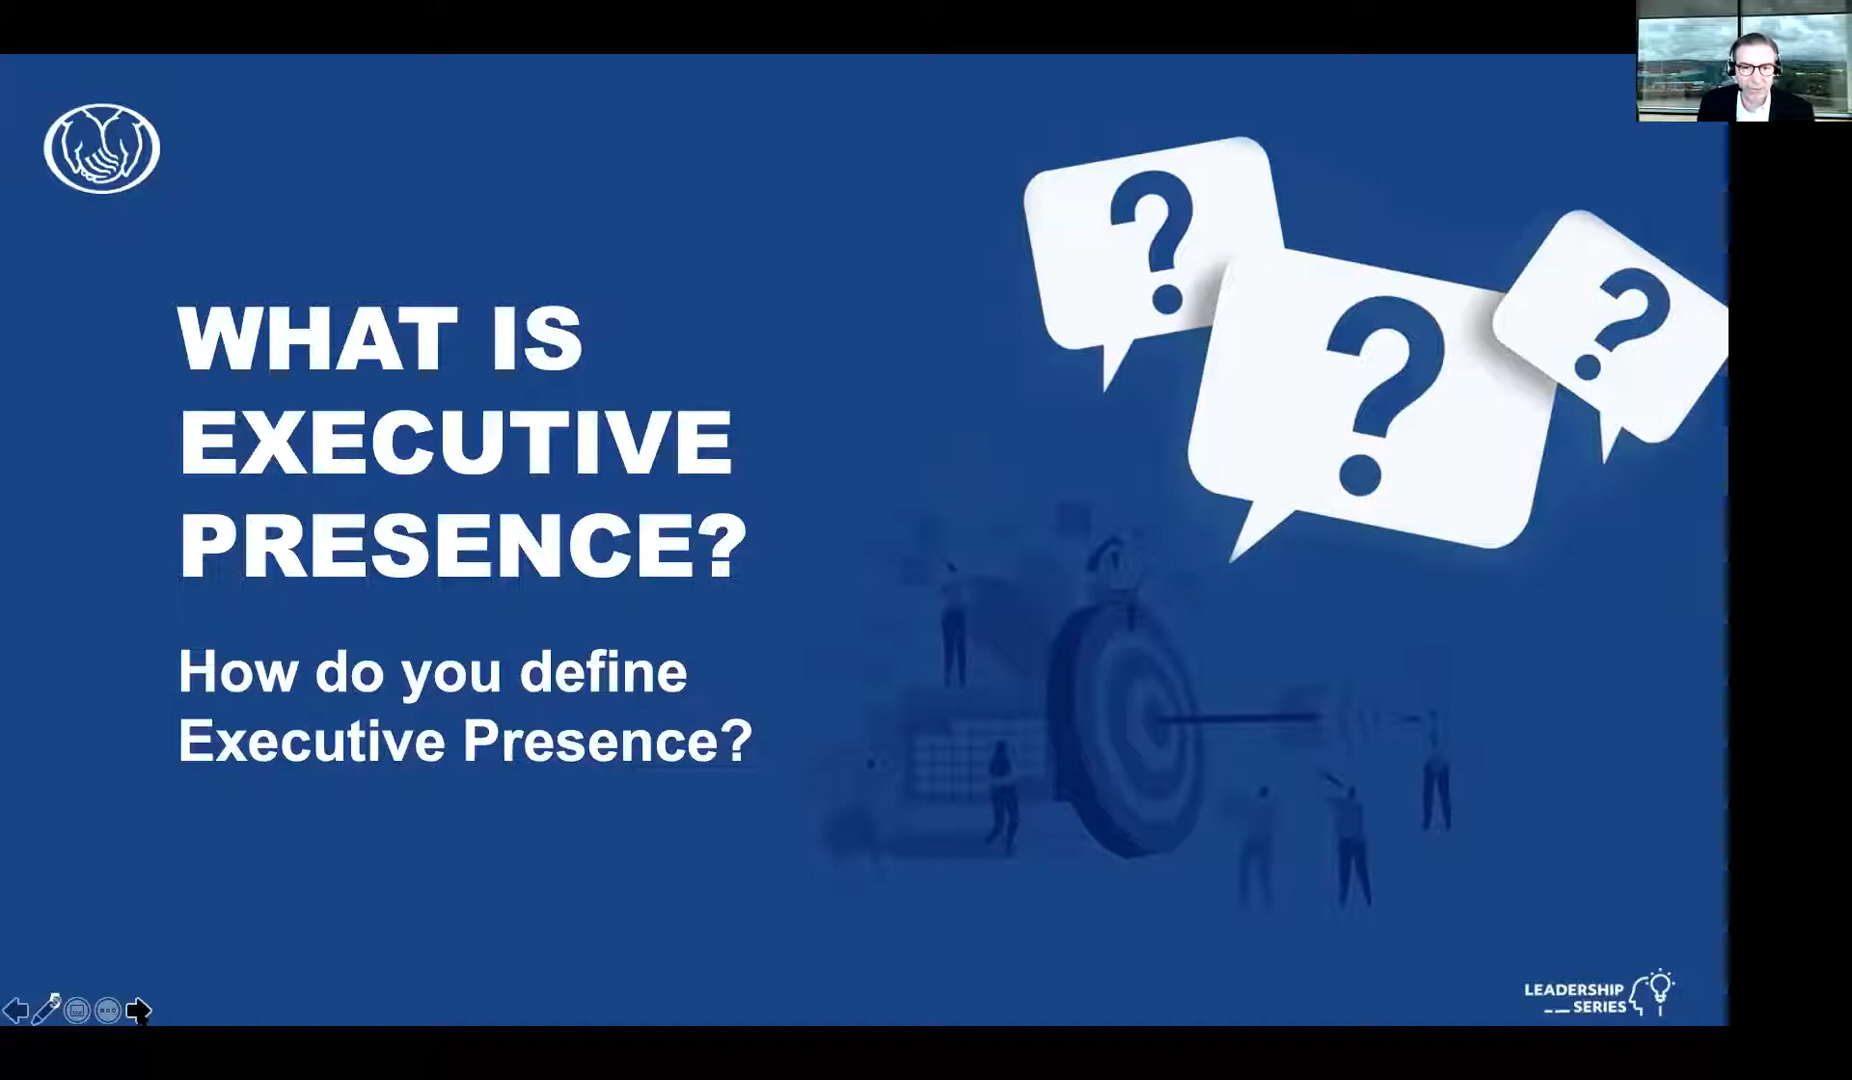 WHAT IS
EXECUTIVE
PRESENCE?
How do you define
Executive Presence?
? ? ?
LEADERSHIP
SERIES